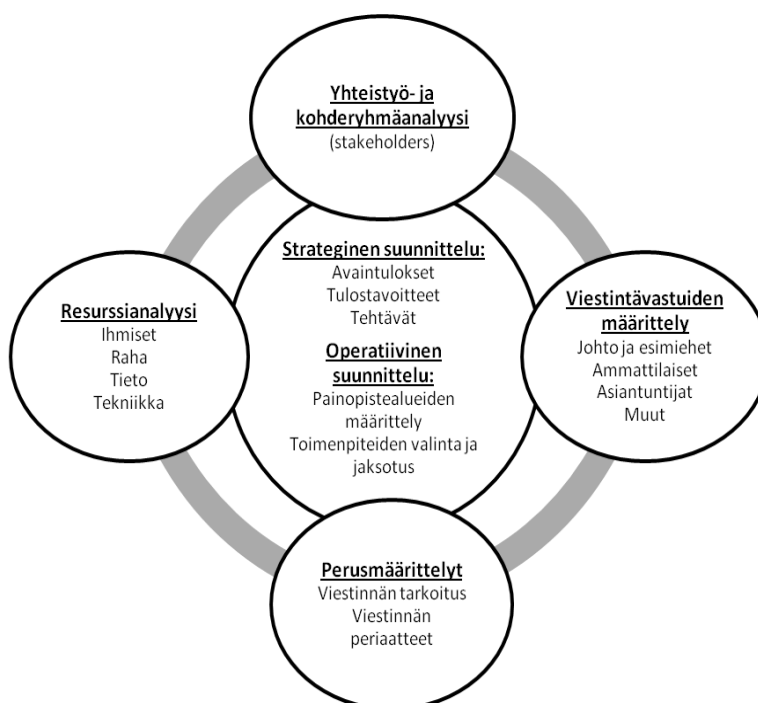 Yhteistyö- ja
kohderyhmäanalyysi
(stakeholders)
Strateginen suunnittelu:
Avaintulokset
Tulostavoitteet
Tehtävät
Operatiivinen
suunnittelu:
Painopistealueiden
määrittely
Toimenpiteiden valinta ja
jaksotus
Resurssianalyysi
Ihmiset
Raha
Tieto
Tekniikka
Viestintävastuiden
määrittely
Johto ja esimiehet
Ammattilaiset
Asiantuntijat
Muut
Perusmäärittelyt
Viestinnän tarkoitus
Viestinnän
periaatteet